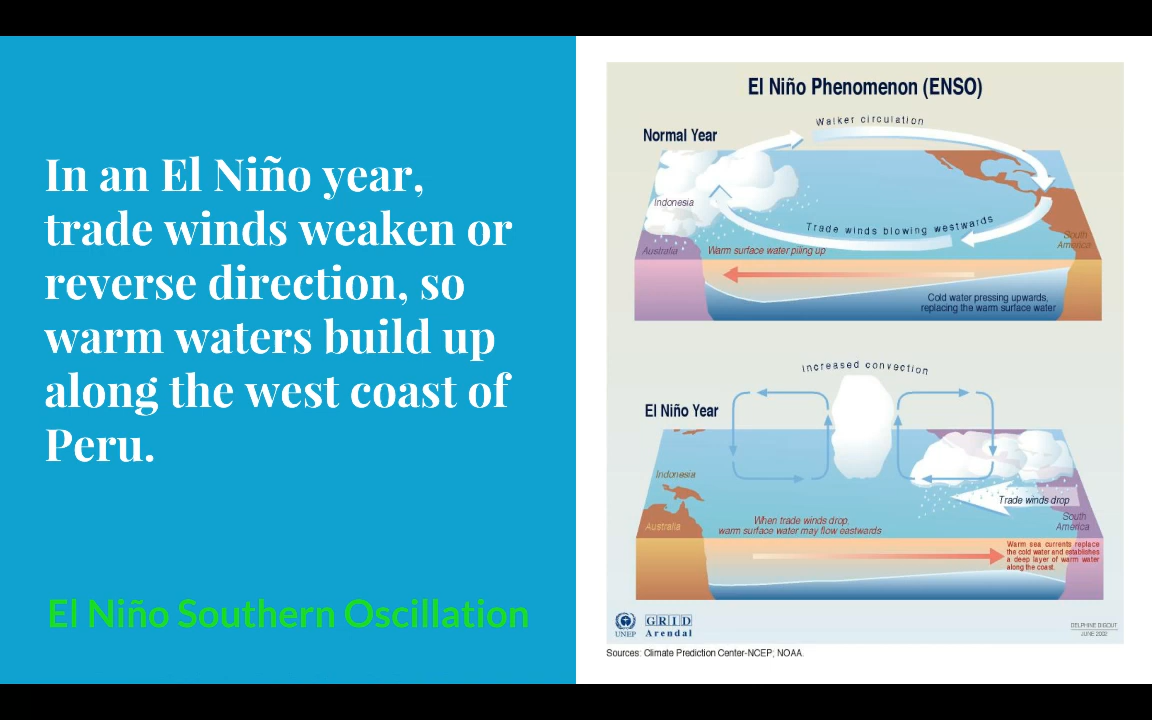 In an El Niño year,
trade winds weaken or
reverse direction, so
warm waters build up
along the west coast of
Peru.
El Niño Southern Oscillation
El Niño Phenomenon (ENSO)
Walker circulation
Normal Year
Indonesia
Trade winds blowing westwards
South
America
Australia
Warm surface water piling up
Cold water pressing upwards,
replacing the warm surface water
Increased convection
El Niño Year
Indonesia
Trade winds drop
Australia
When trade winds drop,
warm surface water may flow eastwards
South
America
Warm sea currents replace
the cold water and establishes
a deep layer of warm water
along the coast.
UNEP
GRID
Arendal
DELPHINE DIGOUT
JUNE 2002
Sources: Climate Prediction Center-NCEP; NOAA.